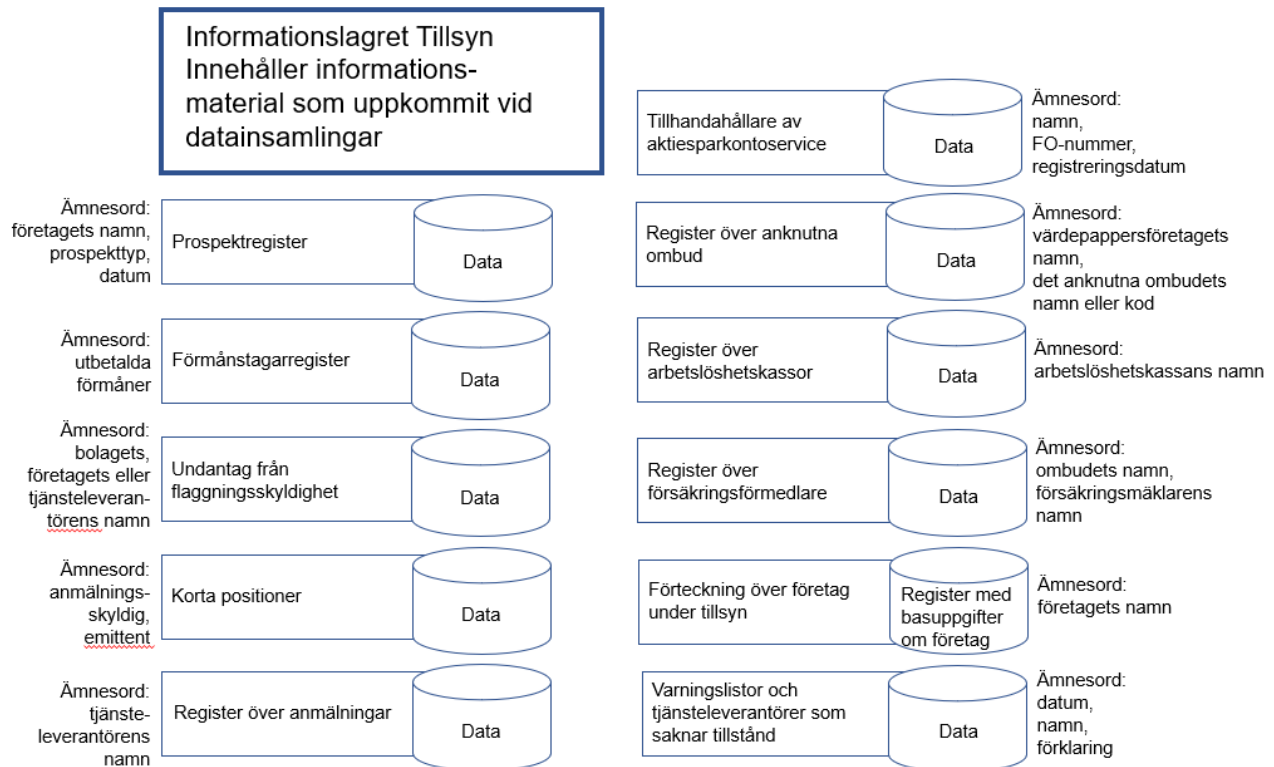 Informationslagret Tillsyn
Innehåller informations-
material som uppkommit vid
datainsamlingar
Ämnesord:
företagets namn,
prospekttyp,
datum
Prospektregister
Data
Ämnesord:
utbetalda
förmåner
Förmånstagarregister
Data
Ämnesord:
bolagets,
företagets eller
tjänsteleveran-
törens namn
Undantag från
flaggningsskyldighet
Data
Ämnesord:
anmälnings-
skyldig,
emittent
Korta positioner
Data
Ämnesord:
tjänste-
leverantörens
namn
Register över anmälningar
Data
Tillhandahållare av
aktiesparkontoservice
Data
Ämnesord:
namn,
FO-nummer,
registreringsdatum
Register över anknutna
ombud
Data
Ämnesord:
värdepappersföretagets
namn,
det anknutna ombudets
namn eller kod
Register över
arbetslöshetskassor
Data
Ämnesord:
arbetslöshetskassans namn
Register över
försäkringsförmedlare
Data
Ämnesord:
ombudets namn,
försäkringsmäklarens
namn
Förteckning över företag
under tillsyn
Register med
basuppgifter
om företag
Ämnesord:
företagets namn
Varningslistor och
tjänsteleverantörer som
saknar tillstånd
Data
Ämnesord:
datum,
namn,
förklaring